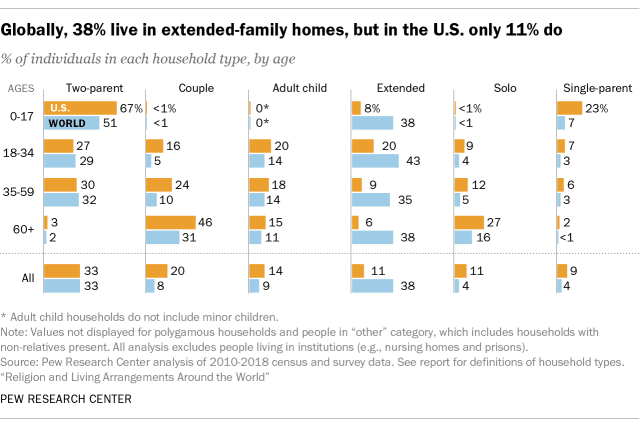 Globally, 38% live in extended-family homes, but in the U.S. only 11% do
% of individuals in each household type, by age
AGES Two-parent Couple Adult child Extended Solo Single-parent
U.S. 67% <1% 0* 8% <1% 23%
0-17
WORLD 51 <1 0* 38 <1 7
27 16 20 20 9 7
18-34
29 5 14 43 4 3
30 24 18 9 12 6
35-59
32 10 14 35 5 3
3 46 15 6 27 2
60+
2 31 11 38 16 <1
33 20 14 11 11 9
All
33 8 9 38 4 4
* Adult child households do not include minor children.
Note: Values not displayed for polygamous households and people in “other” category, which includes households with
non-relatives present. All analysis excludes people living in institutions (e.g., nursing homes and prisons).
Source: Pew Research Center analysis of 2010-2018 census and survey data. See report for definitions of household types.
“Religion and Living Arrangements Around the World”
PEW RESEARCH CENTER